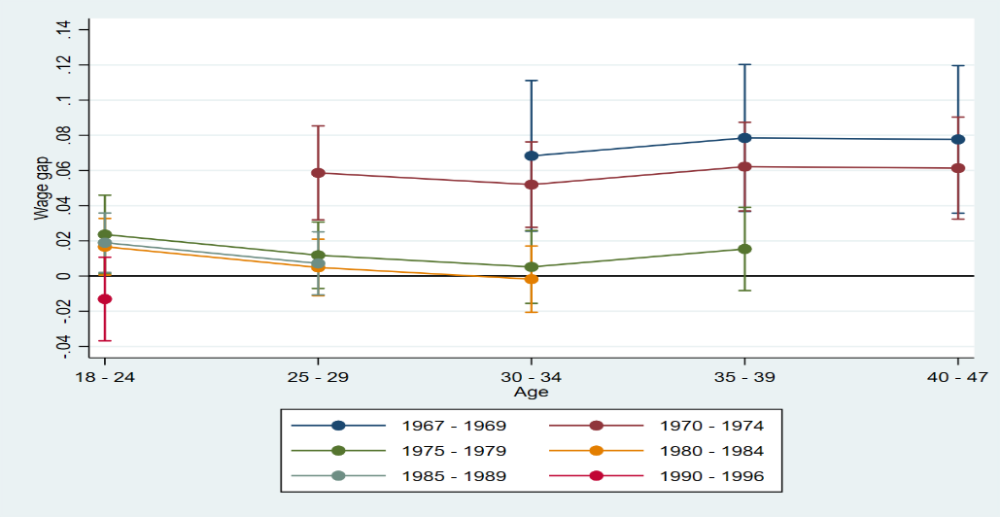 .14
.12
.1
.08
.06
.04
.02
0
-.02
-.04
Wage gap
18 - 24 25 - 29 30 - 34 35 - 39 40 - 47
Age
1967 - 1969 1970 - 1974
1975 - 1979 1980 - 1984
1985 - 1989 1990 - 1996